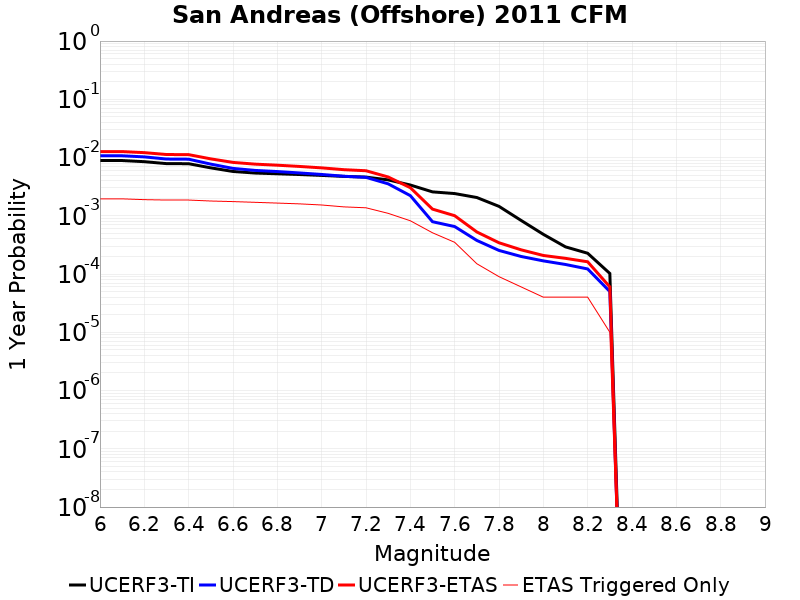 San Andreas (Offshore) 2011 CFM
10^0
10^-1
10^-2
10^-3
10^-4
10^-5
10^-6
10^-7
10^-8
1 Year Probability
6 6.2 6.4 6.6 6.8 7 7.2 7.4 7.6 7.8 8 8.2 8.4 8.6 8.8 9
Magnitude
UCERF3-TI UCERF3-TD UCERF3-ETAS ETAS Triggered Only